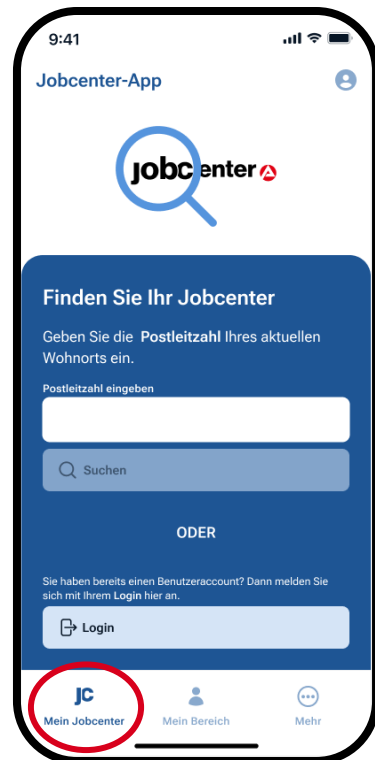 9:41
Jobcenter-App
jobcenter
Finden Sie Ihr Jobcenter
Geben Sie die Postleitzahl Ihres aktuellen
Wohnorts ein.
Postleitzahl eingeben
Suchen
ODER
Sie haben bereits einen Benutzeraccount? Dann melden Sie
sich mit Ihrem Login hier an.
Login
JC
Mein Jobcenter
Mein Bereich
Mehr